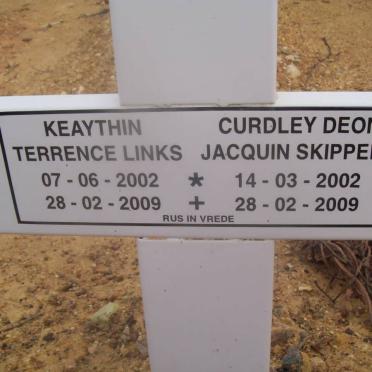 KEAYTHIN CURDLEY DEON
TERRENCE LINKS JACQUIN SKIPPER
07 - 06 - 2002 * 14 - 03 - 2002
28 - 02 - 2009 + 28 - 02 - 2009
RUS IN VREDE